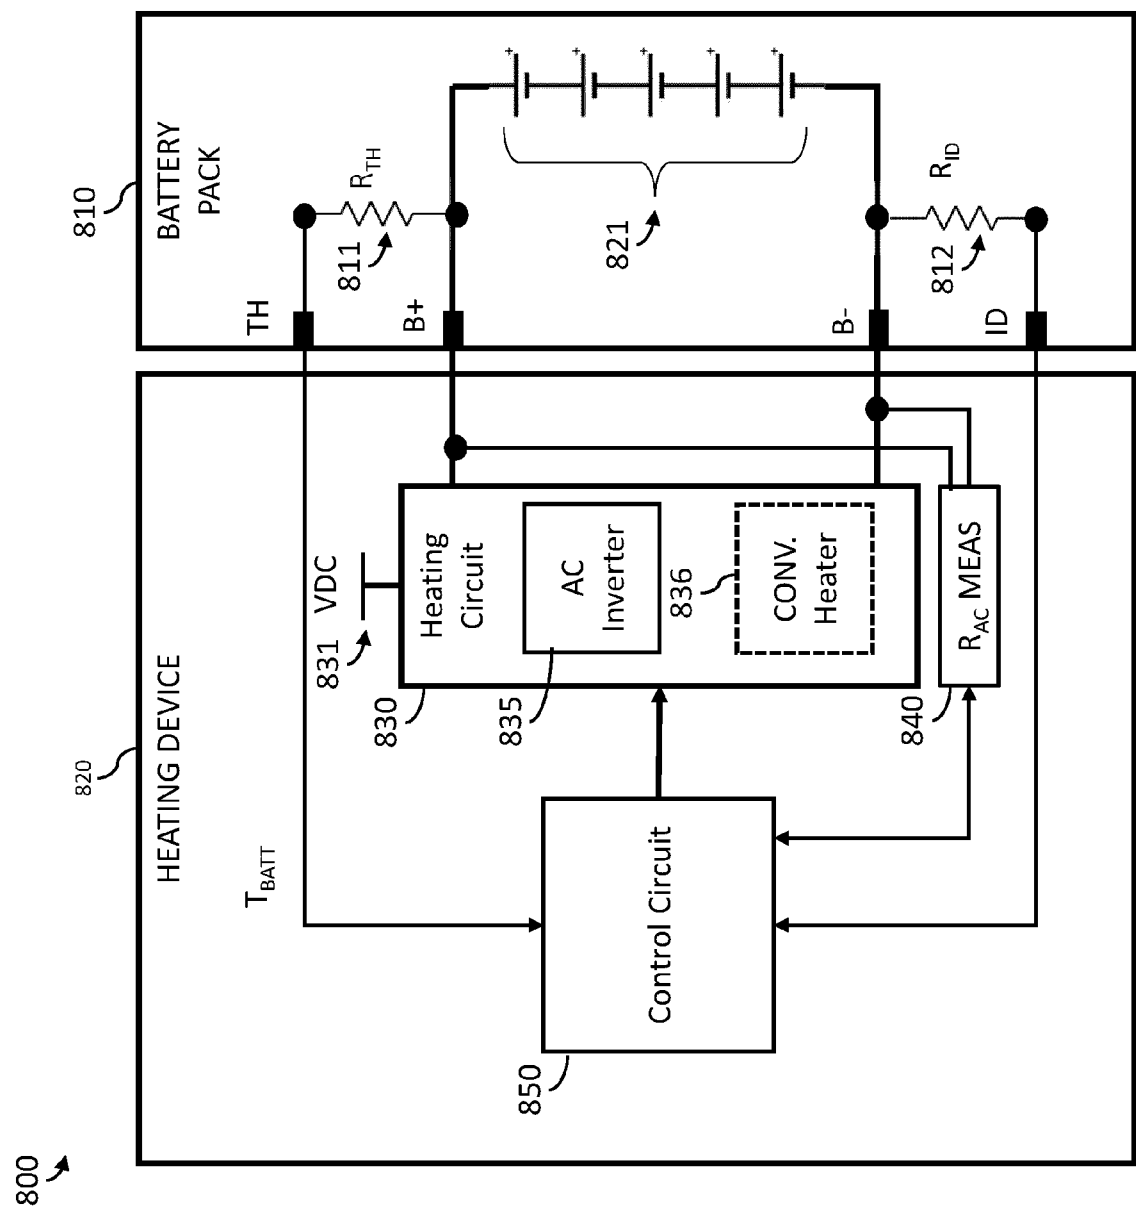 800
820
HEATING DEVICE
810
BATTERY
PACK
T_BATT
TH
R_TH
811
831
VDC
B+
830
Heating
Circuit
835
AC
Inverter
821
850
Control Circuit
836
CONV.
Heater
B-
R_ID
812
840
R_AC MEAS
ID
+
+
+
+
+